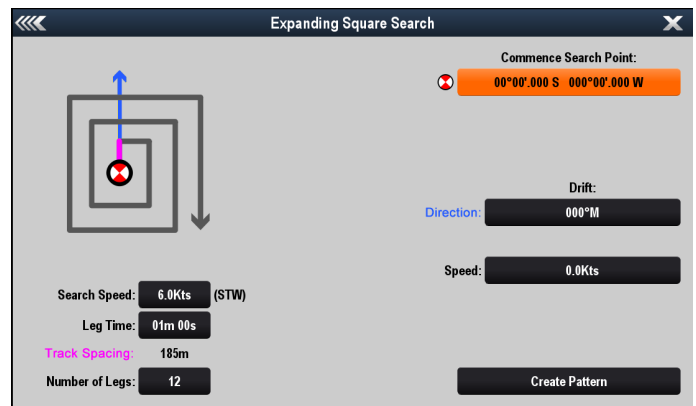 Expanding Square Search
Commence Search Point:
00°00'.000 S 000°00'.000 W
Drift:
Direction: 000°M
Speed: 0.0Kts
Search Speed: 6.0Kts (STW)
Leg Time: 01m 00s
Track Spacing: 185m
Number of Legs: 12
Create Pattern